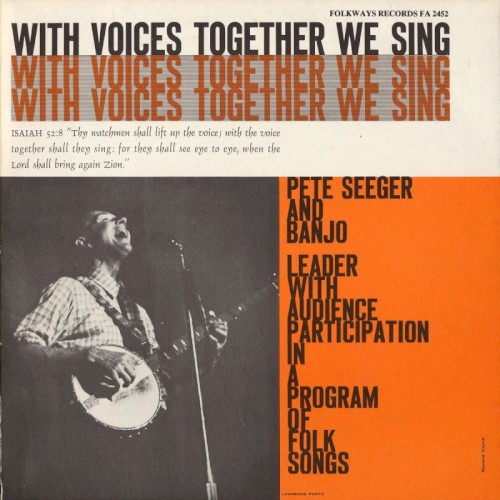 FOLKWAYS RECORDS FA 2452
WITH VOICES TOGETHER WE SING
WITH VOICES TOGETHER WE SING
WITH VOICES TOGETHER WE SING
ISAIAH 52:8 "Thy watchmen shall lift up the voice; with the voice
together shall they sing: for they shall see eye to eye, when the
Lord shall bring again Zion."
PETE SEEGER
AND
BANJO
LEADER
WITH
AUDIENCE
PARTICIPATION
IN
A
PROGRAM
OF
FOLK
SONGS